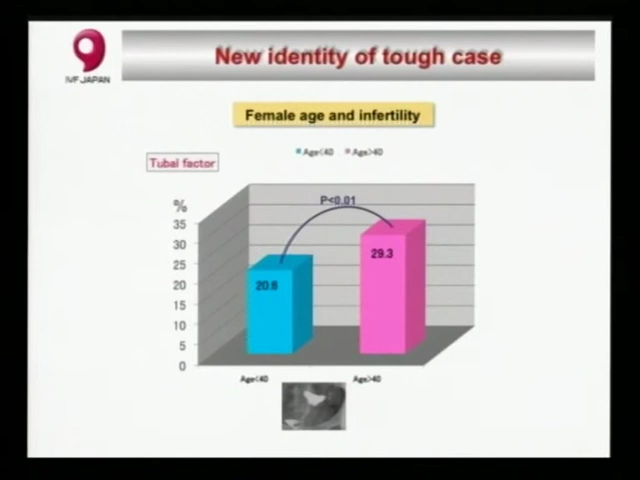 IVF JAPAN
New identity of tough case
Female age and infertility
Age<40 Age>40
Tubal factor
%
P<0.01
35
30
25
20
15
10
5
0
20.6
29.3
Age<40 Age>40